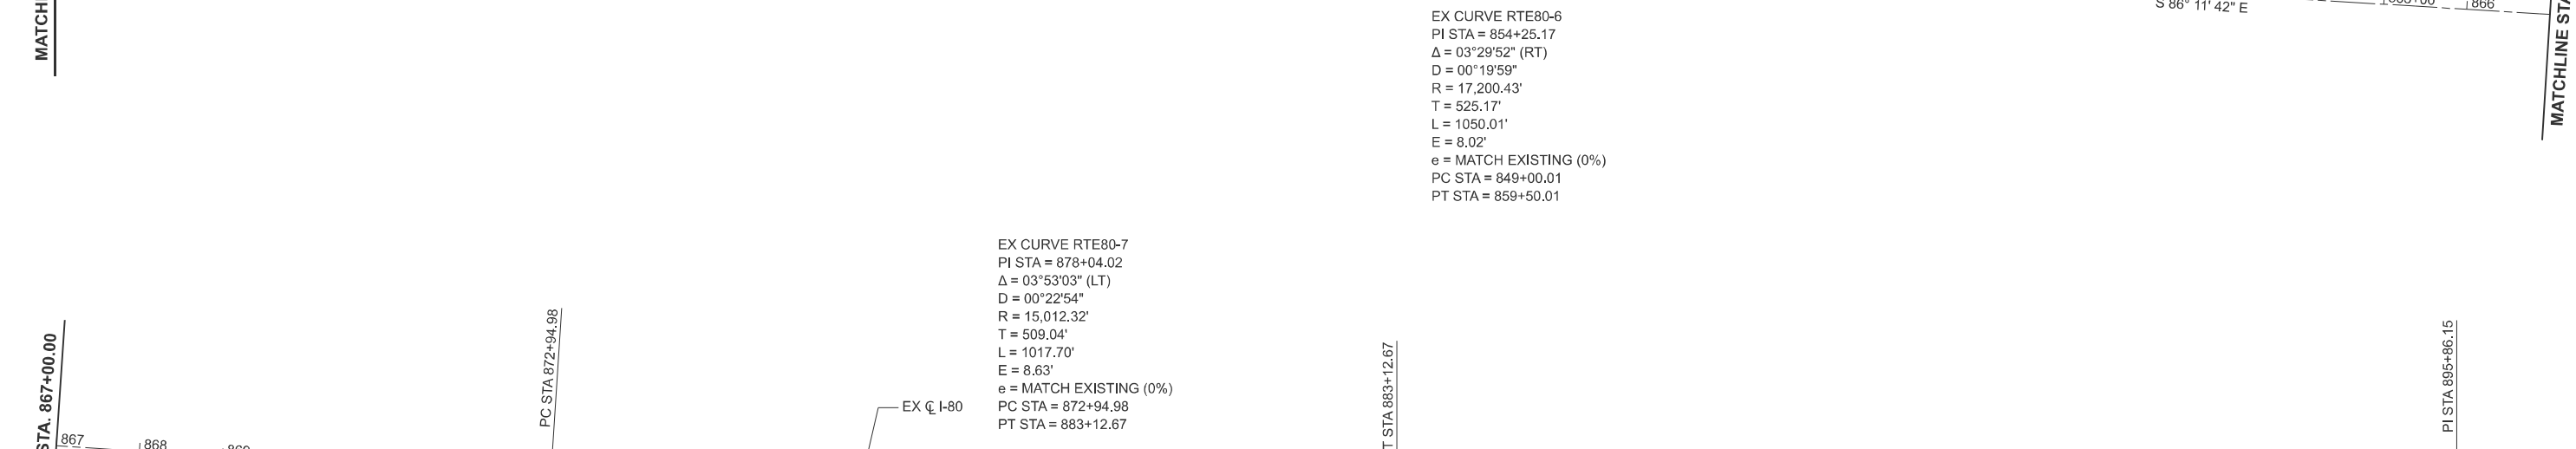 MATCHL
EX CURVE RTE80-6
PI STA = 854+25.17
Δ = 03°29'52" (RT)
D = 00°19'59"
R = 17,200.43'
T = 525.17'
L = 1050.01'
E = 8.02'
e = MATCH EXISTING (0%)
PC STA = 849+00.01
PT STA = 859+50.01
S 86° 11' 42" E
866
MATCHLINE STA
EX CURVE RTE80-7
PI STA = 878+04.02
Δ = 03°53'03" (LT)
D = 00°22'54"
R = 15,012.32'
T = 509.04'
L = 1017.70'
E = 8.63'
e = MATCH EXISTING (0%)
PC STA = 872+94.98
PT STA = 883+12.67
STA. 867+00.00
867
868
869
PC STA 872+94.98
EX ℄ I-80
T STA 883+12.67
PI STA 895+86.15